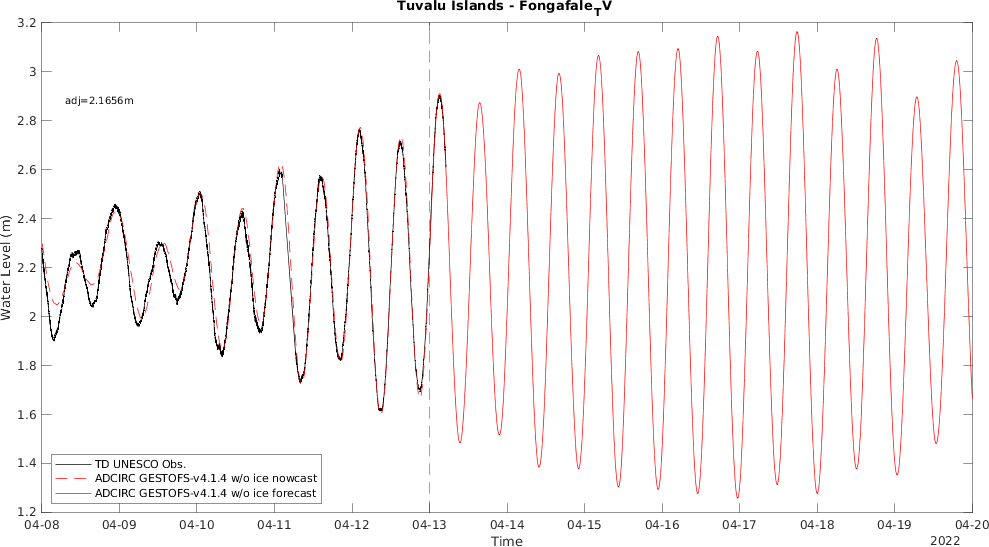 Tuvalu Islands - Fongafale_TV
3.2
3
2.8
2.6
2.4
2.2
2
1.8
1.6
1.4
1.2
Water Level (m)
adj=2.1656m
TD UNESCO Obs.
ADCIRC GESTOFS-v4.1.4 w/o ice nowcast
ADCIRC GESTOFS-v4.1.4 w/o ice forecast
04-08 04-09 04-10 04-11 04-12 04-13 04-14 04-15 04-16 04-17 04-18 04-19 04-20
Time
2022